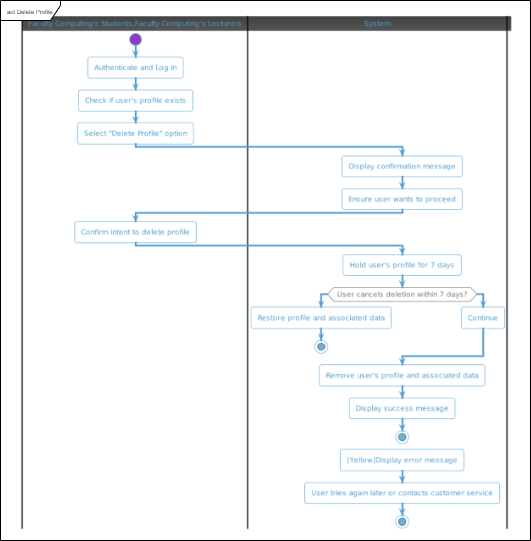 act Delete Profile
Faculty Computing's Students,Faculty Computing's Lecturers
System
Authenticate and Log In
Check if user's profile exists
Select "Delete Profile" option
Display confirmation message
Ensure user wants to proceed
Confirm intent to delete profile
Hold user's profile for 7 days
User cancels deletion within 7 days?
Restore profile and associated data
Continue
Remove user's profile and associated data
Display success message
[Yellow]Display error message
User tries again later or contacts customer service